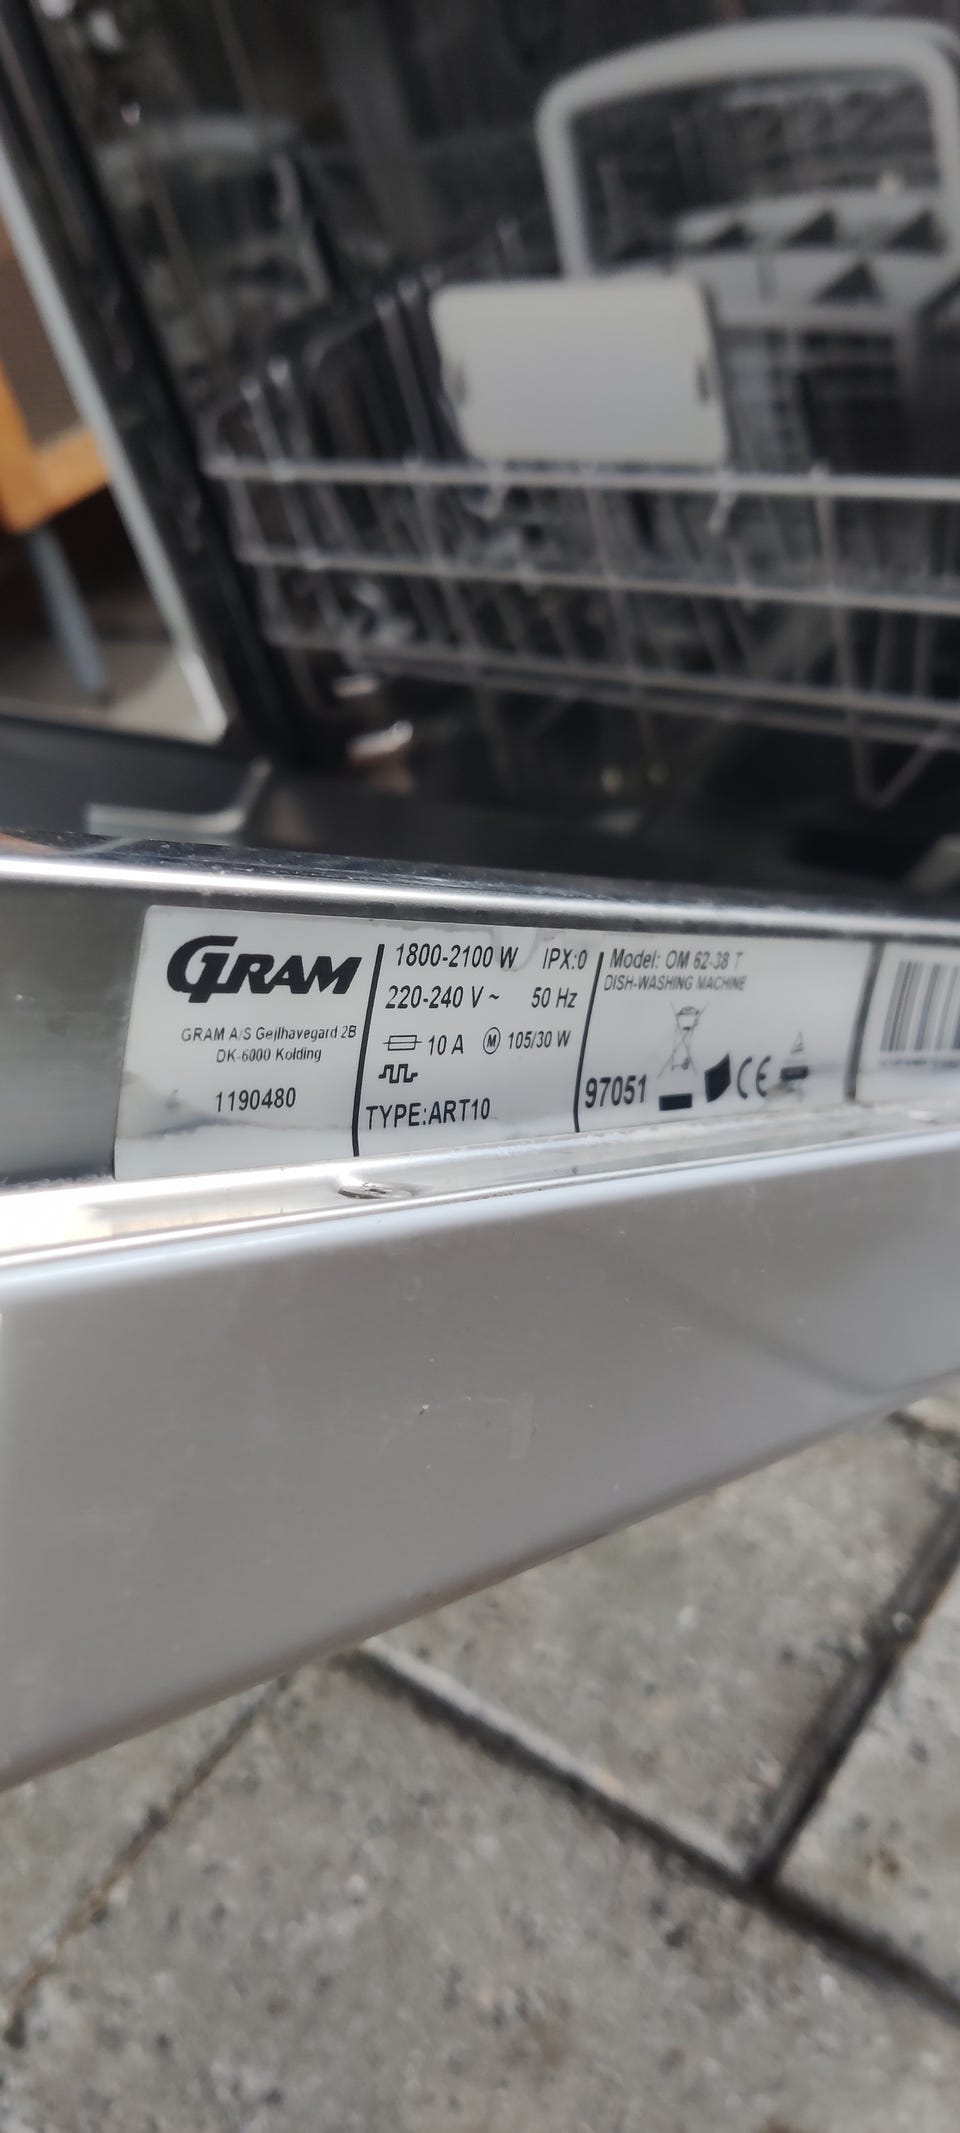 GRAM
GRAM A/S Gejlhavegard 2B
DK-6000 Kolding
1190480
1800-2100 W IPX:0
220-240 V ~ 50 Hz
10 A M 105/30 W
TYPE:ART10
Model: OM 62-38 T
DISH-WASHING MACHINE
97051
CE